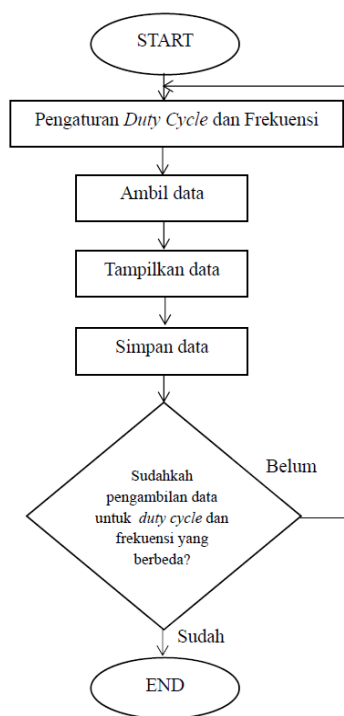 START
Pengaturan Duty Cycle dan Frekuensi
Ambil data
Tampilkan data
Simpan data
Sudahkah
pengambilan data
untuk duty cycle dan
frekuensi yang
berbeda?
Belum
Sudah
END